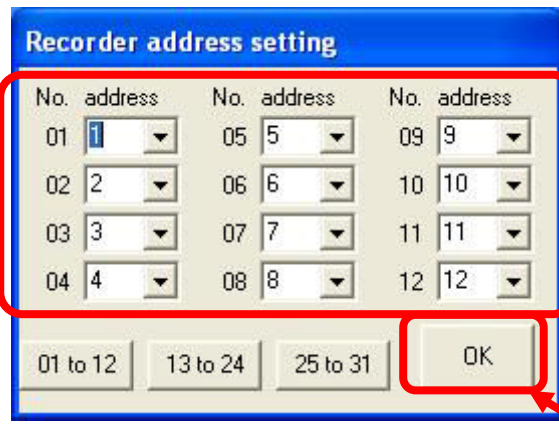 Recorder address setting
No. address No. address No. address
01 1 05 5 09 9
02 2 06 6 10 10
03 3 07 7 11 11
04 4 08 8 12 12
01 to 12 13 to 24 25 to 31 OK